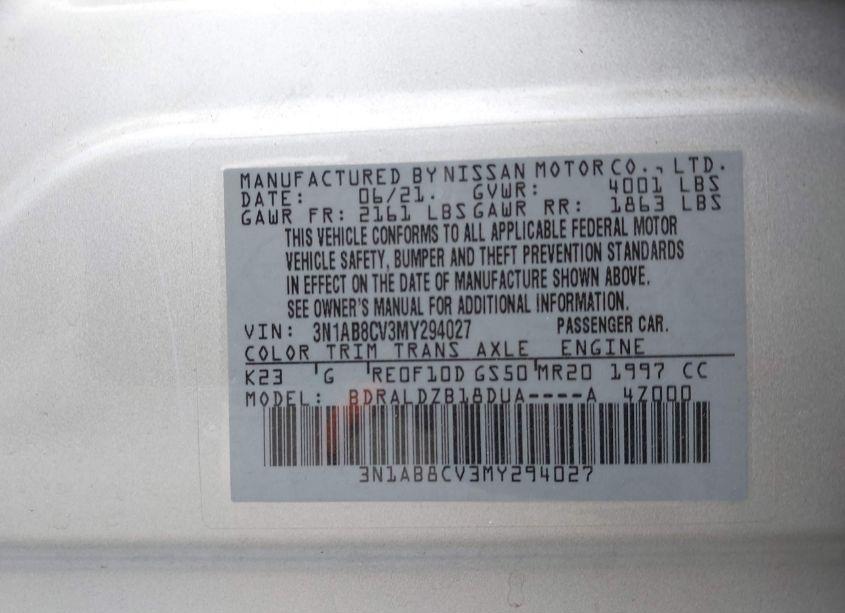 MANUFACTURED BY NISSAN MOTOR CO., LTD.
DATE: 06/21. GVWR: 4001 LBS
GAWR FR: 2161 LBS GAWR RR: 1863 LBS
THIS VEHICLE CONFORMS TO ALL APPLICABLE FEDERAL MOTOR
VEHICLE SAFETY, BUMPER AND THEFT PREVENTION STANDARDS
IN EFFECT ON THE DATE OF MANUFACTURE SHOWN ABOVE.
SEE OWNER'S MANUAL FOR ADDITIONAL INFORMATION.
VIN: 3N1AB8CV3MY294027 PASSENGER CAR.
COLOR TRIM TRANS AXLE ENGINE
K23 G RE0F10D GS50 MR20 1997 CC
MODEL: BDRALDZB18DUA----A 4Z000
3N1AB8CV3MY294027